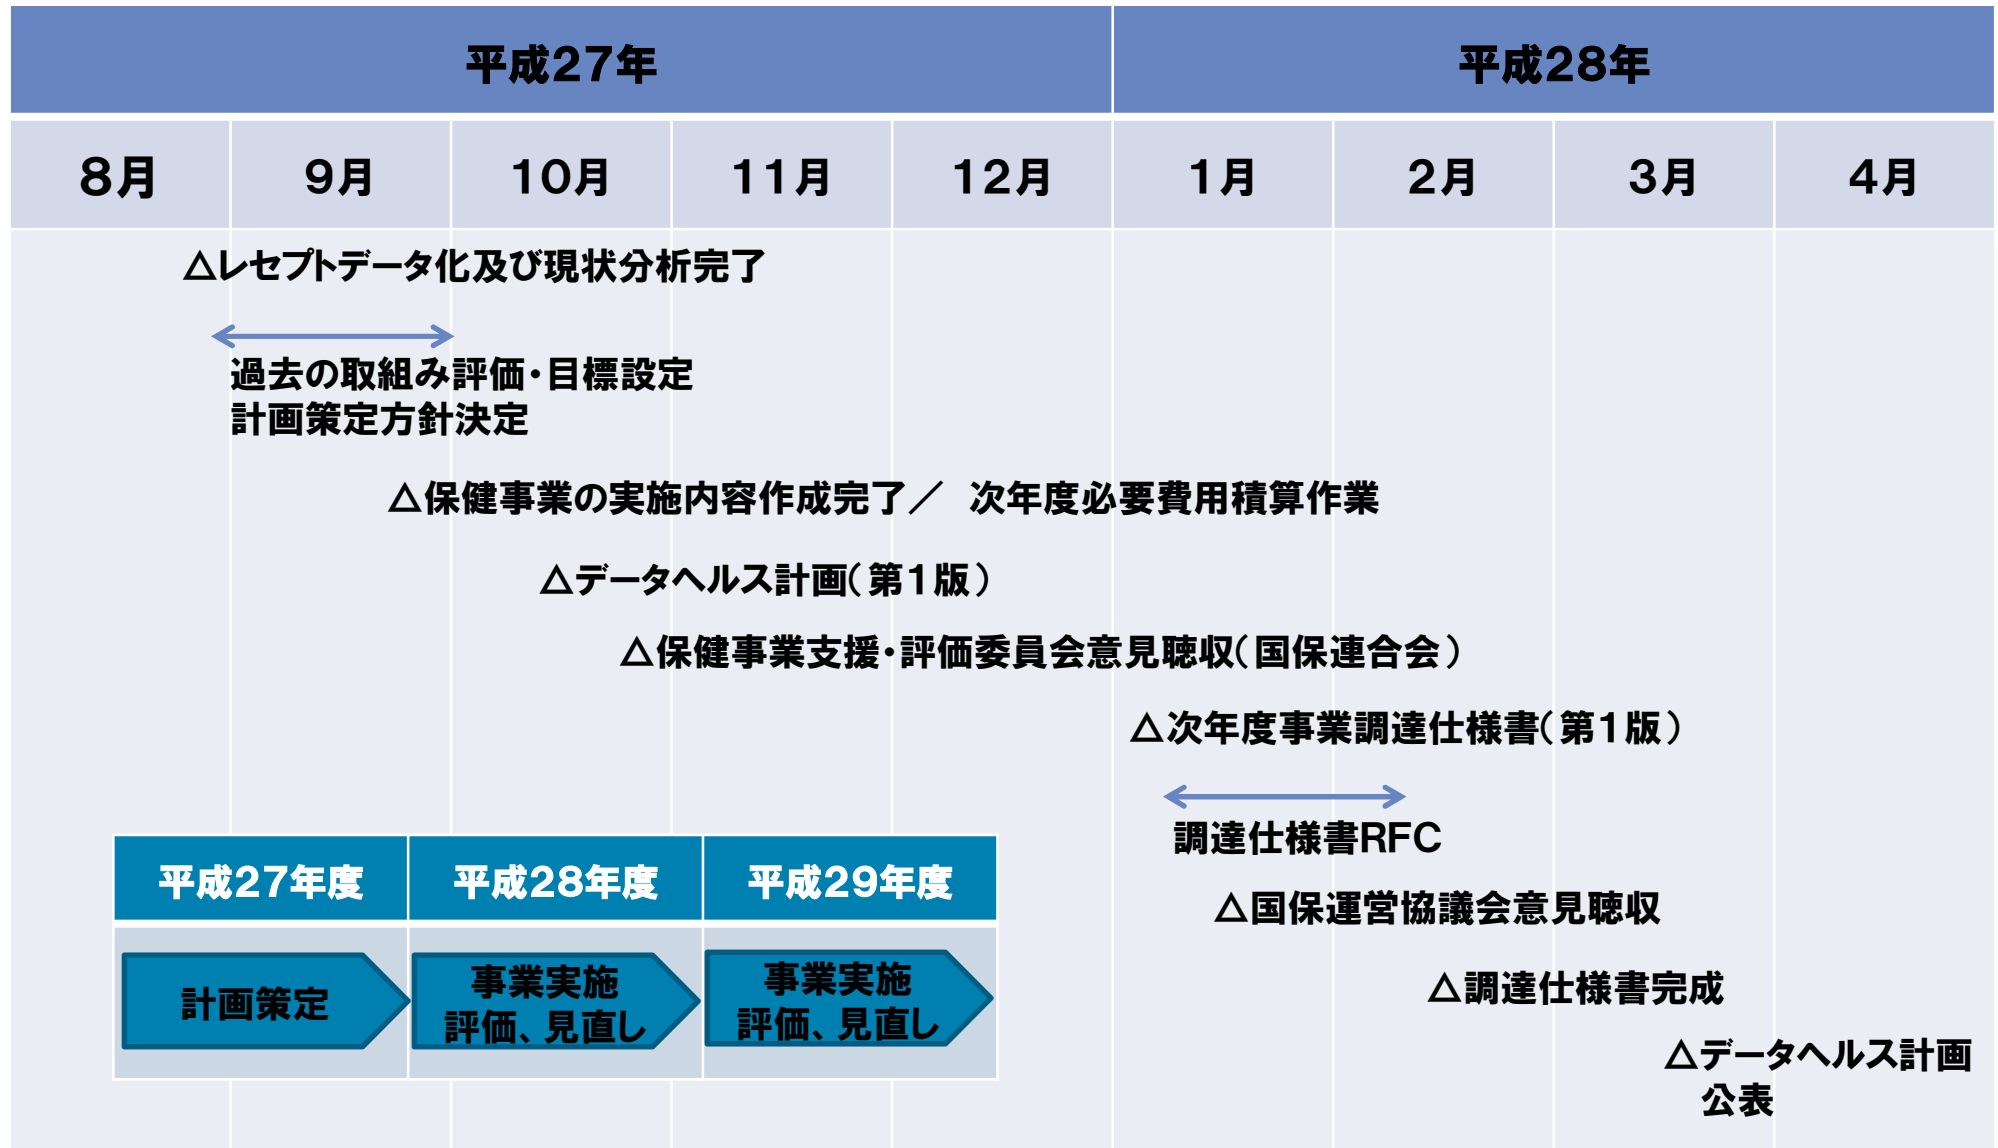 平成27年 平成28年
8月 9月 10月 11月 12月 1月 2月 3月 4月
△レセプトデータ化及び現状分析完了
過去の取組み評価・目標設定
計画策定方針決定
△保健事業の実施内容作成完了／ 次年度必要費用積算作業
△データヘルス計画（第1版）
△保健事業支援・評価委員会意見聴収（国保連合会）
△次年度事業調達仕様書（第1版）
調達仕様書RFC
△国保運営協議会意見聴収
△調達仕様書完成
△データヘルス計画
公表
平成27年度 平成28年度 平成29年度
計画策定
事業実施
評価、見直し
事業実施
評価、見直し